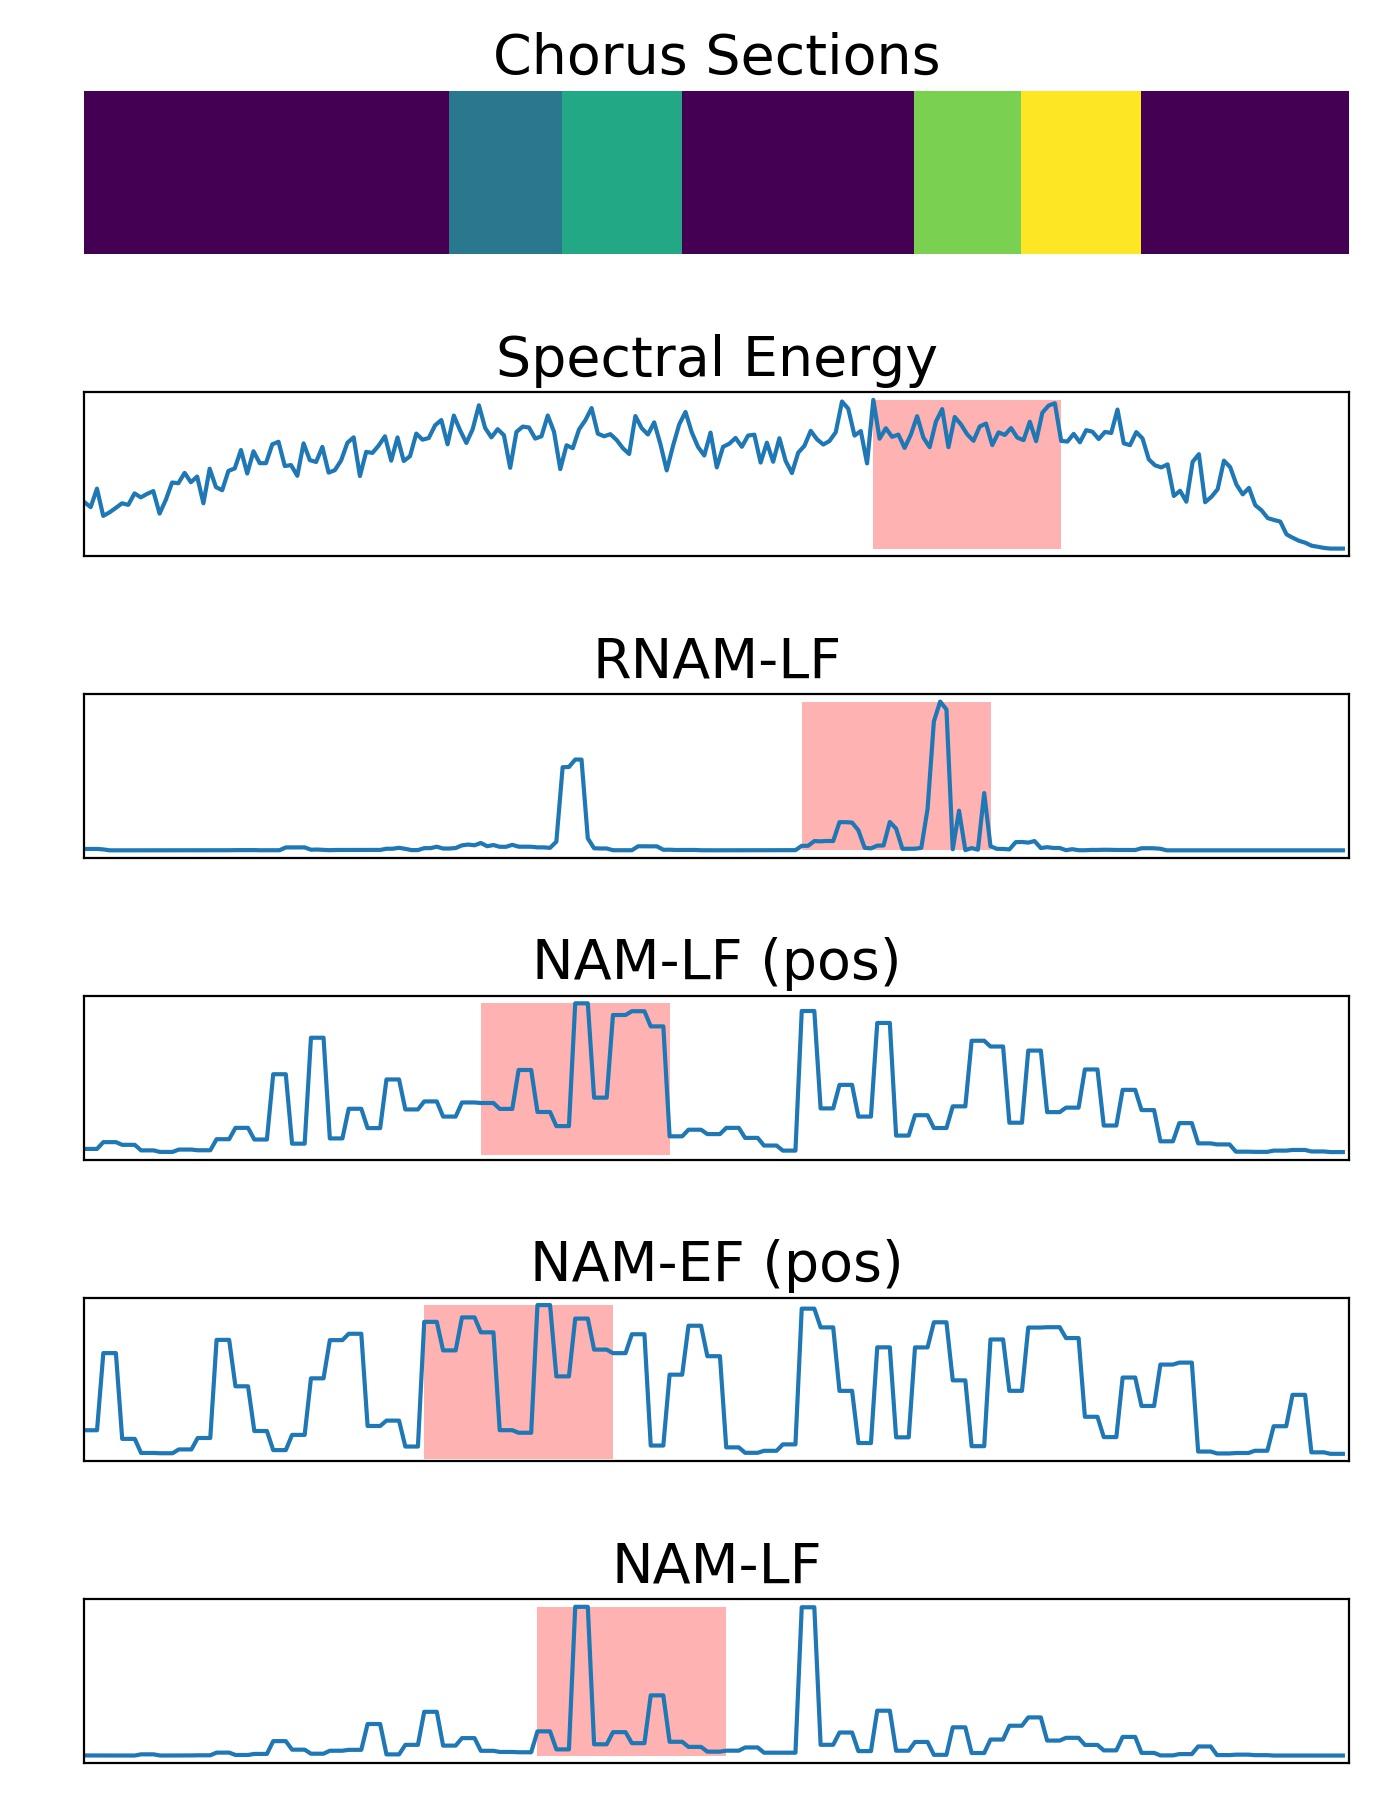 Chorus Sections
Spectral Energy
RNAM-LF
NAM-LF (pos)
NAM-EF (pos)
NAM-LF